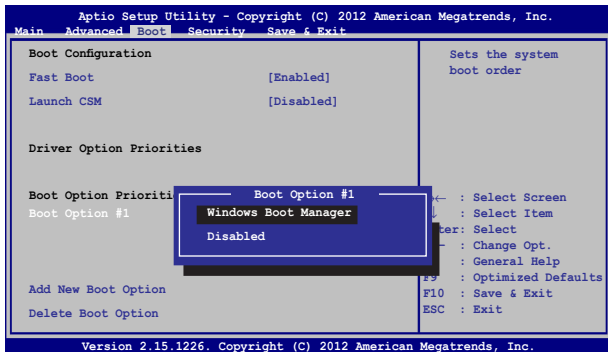 Aptio Setup Utility - Copyright (C) 2012 American Megatrends, Inc.
Main Advanced Boot Security Save & Exit
Boot Configuration
Fast Boot [Enabled]
Launch CSM [Disabled]
Driver Option Priorities
Boot Option Prioriti
Boot Option #1
Add New Boot Option
Delete Boot Option
Boot Option #1
Windows Boot Manager
Disabled
Sets the system
boot order
→← : Select Screen
: Select Item
ter: Select
— : Change Opt.
: General Help
F9 : Optimized Defaults
F10 : Save & Exit
ESC : Exit
Version 2.15.1226. Copyright (C) 2012 American Megatrends, Inc.